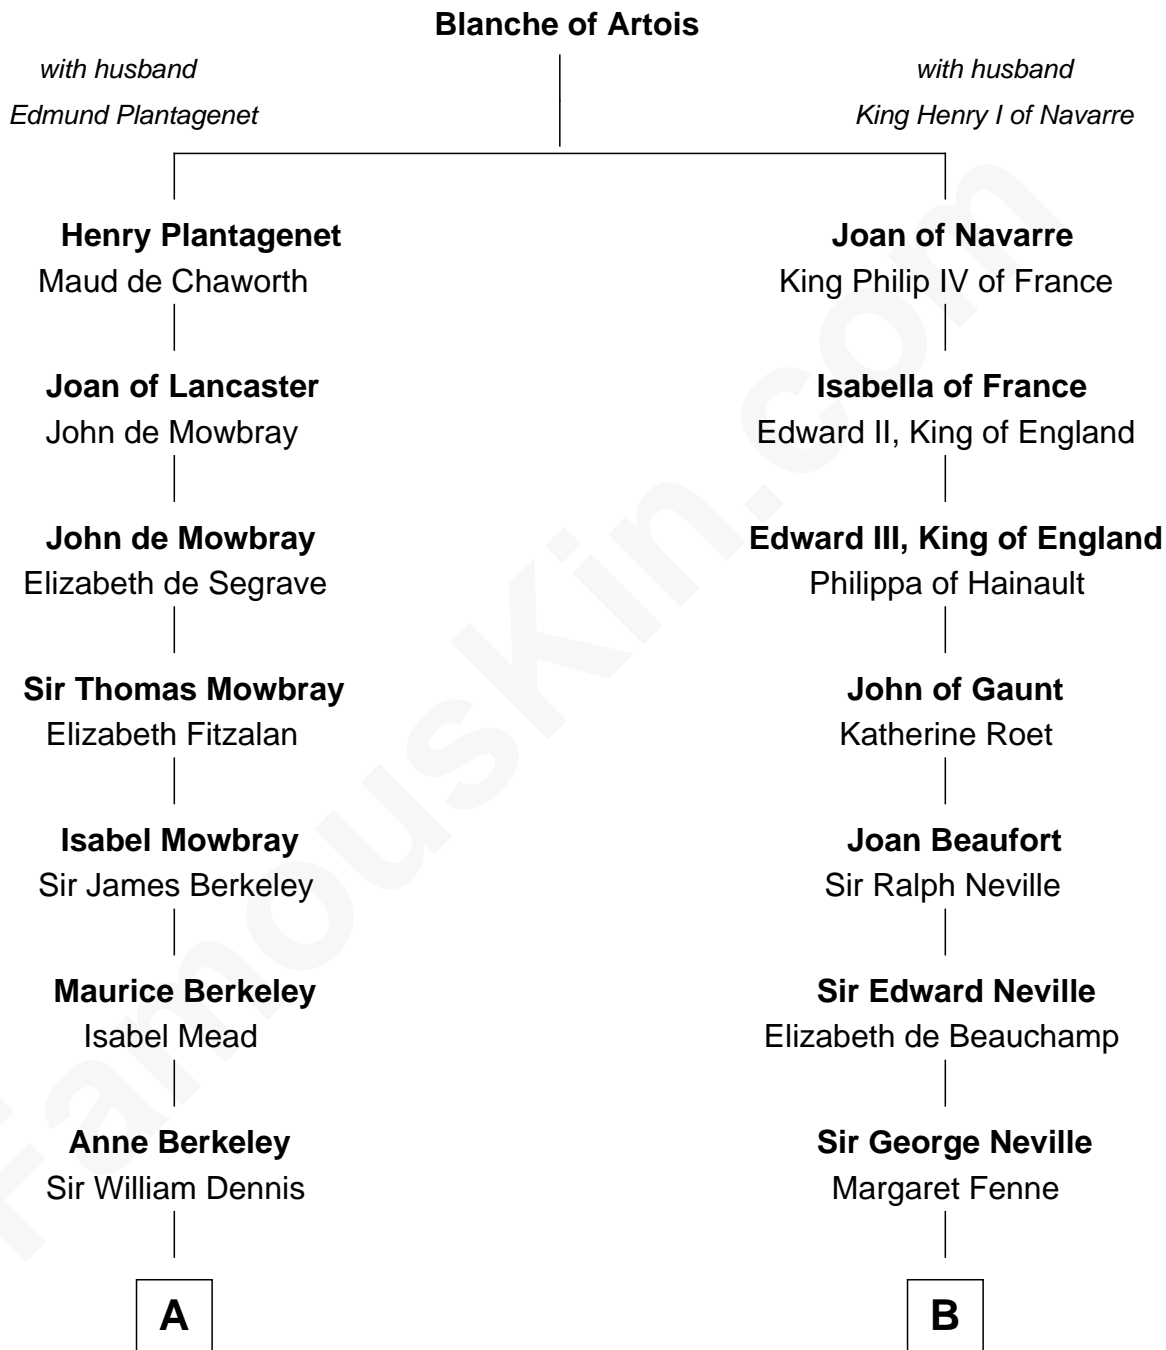 Blanche of Artois
with husband
Edmund Plantagenet
with husband
King Henry I of Navarre
Henry Plantagenet
Maud de Chaworth
Joan of Navarre
King Philip IV of France
Joan of Lancaster
John de Mowbray
Isabella of France
Edward II, King of England
John de Mowbray
Elizabeth de Segrave
Edward III, King of England
Philippa of Hainault
Sir Thomas Mowbray
Elizabeth Fitzalan
John of Gaunt
Katherine Roet
Isabel Mowbray
Sir James Berkeley
Joan Beaufort
Sir Ralph Neville
Maurice Berkeley
Isabel Mead
Sir Edward Neville
Elizabeth de Beauchamp
Anne Berkeley
Sir William Dennis
Sir George Neville
Margaret Fenne
A
B
FamousKin.com